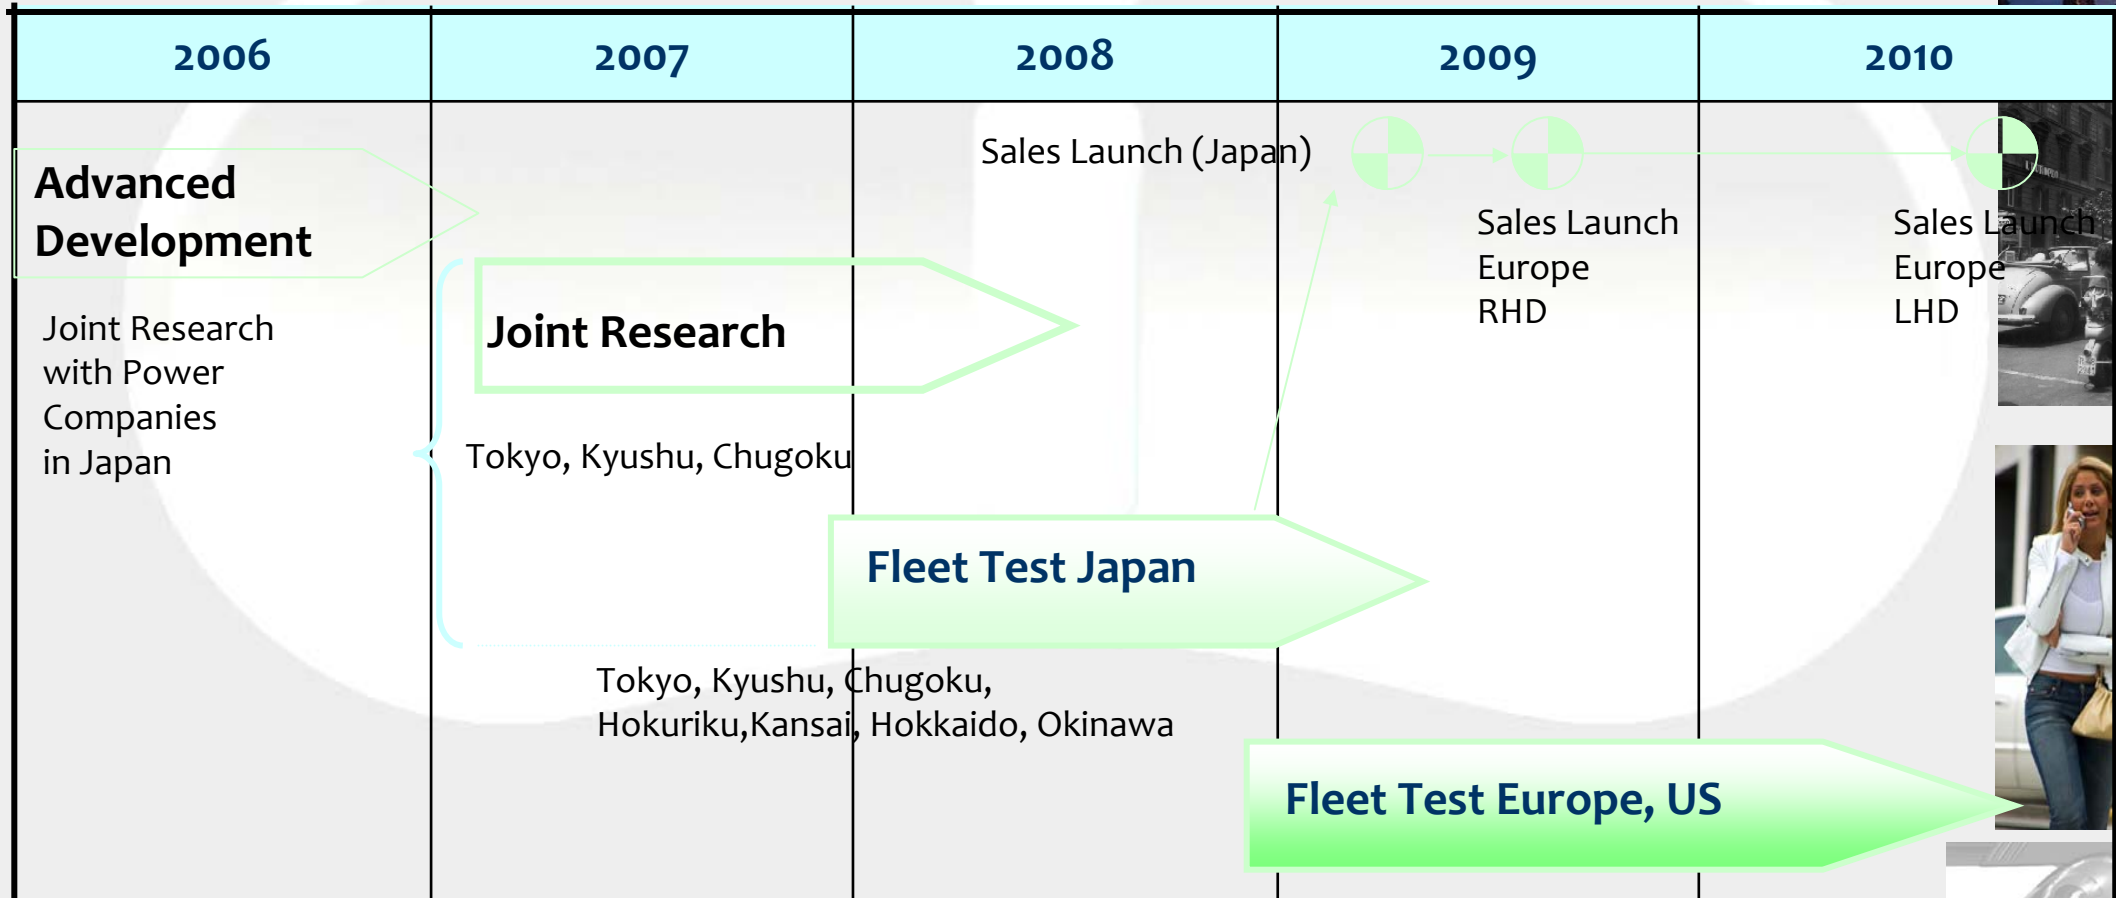 2006
2007
2008
2009
2010
Sales Launch (Japan)
Advanced
Development
Sales Launch
Europe
RHD
Sales Launch
Europe
LHD
Joint Research
with Power
Companies
in Japan
Joint Research
Tokyo, Kyushu, Chugoku
Fleet Test Japan
Tokyo, Kyushu, Chugoku,
Hokuriku,Kansai, Hokkaido, Okinawa
Fleet Test Europe, US